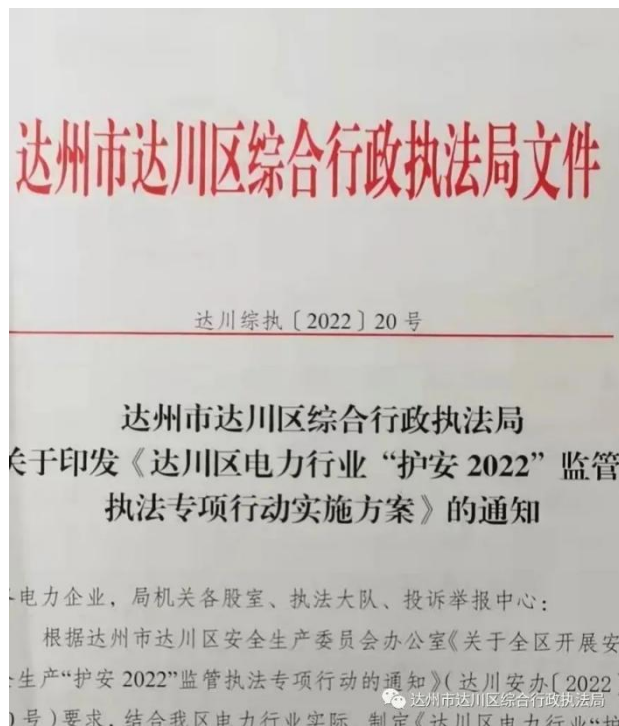 达州市达川区综合行政执法局文件
达川综执〔2022〕20号
达州市达川区综合行政执法局
关于印发《达川区电力行业“护安2022”监管
执法专项行动实施方案》的通知
电力企业，局机关各股室、执法大队、投诉举报中心：
根据达州市达川区安全生产委员会办公室《关于全区开展安
生产“护安2022”监管执法专项行动的通知》（达川安办〔2022〕
号）要求，结合我区电力行业实际，制定《达川区电力行业“护
达州市达川区综合行政执法局